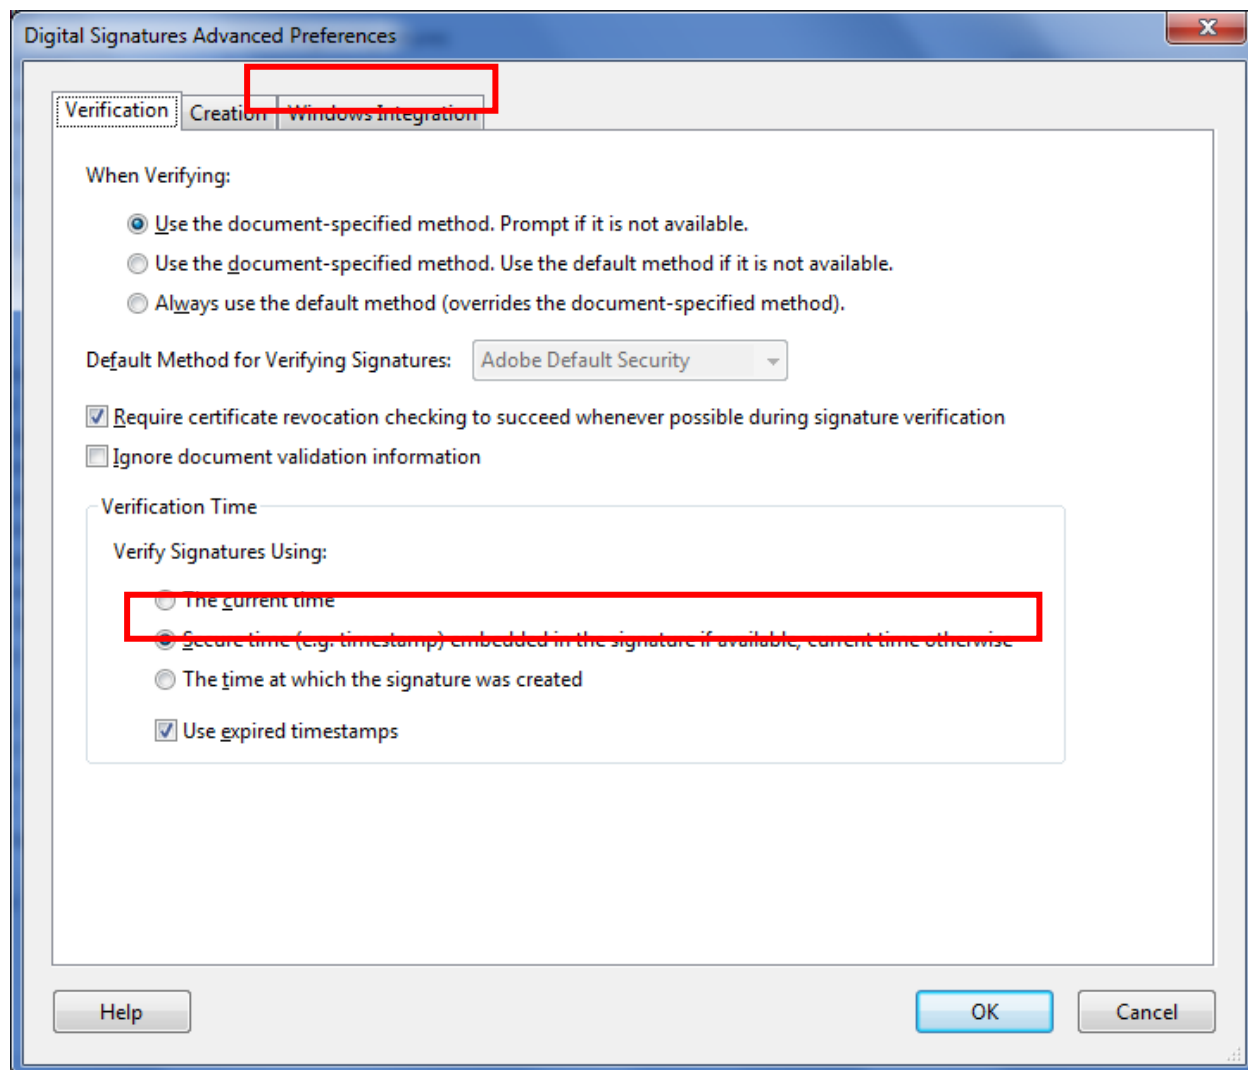 Digital Signatures Advanced Preferences
Verification Creation Windows Integration
When Verifying:
Use the document-specified method. Prompt if it is not available.
Use the document-specified method. Use the default method if it is not available.
Always use the default method (overrides the document-specified method).
Default Method for Verifying Signatures: Adobe Default Security
Require certificate revocation checking to succeed whenever possible during signature verification
Ignore document validation information
Verification Time
Verify Signatures Using:
The current time
Secure time (e.g. timestamp) embedded in the signature if available, current time otherwise
The time at which the signature was created
Use expired timestamps
Help OK Cancel